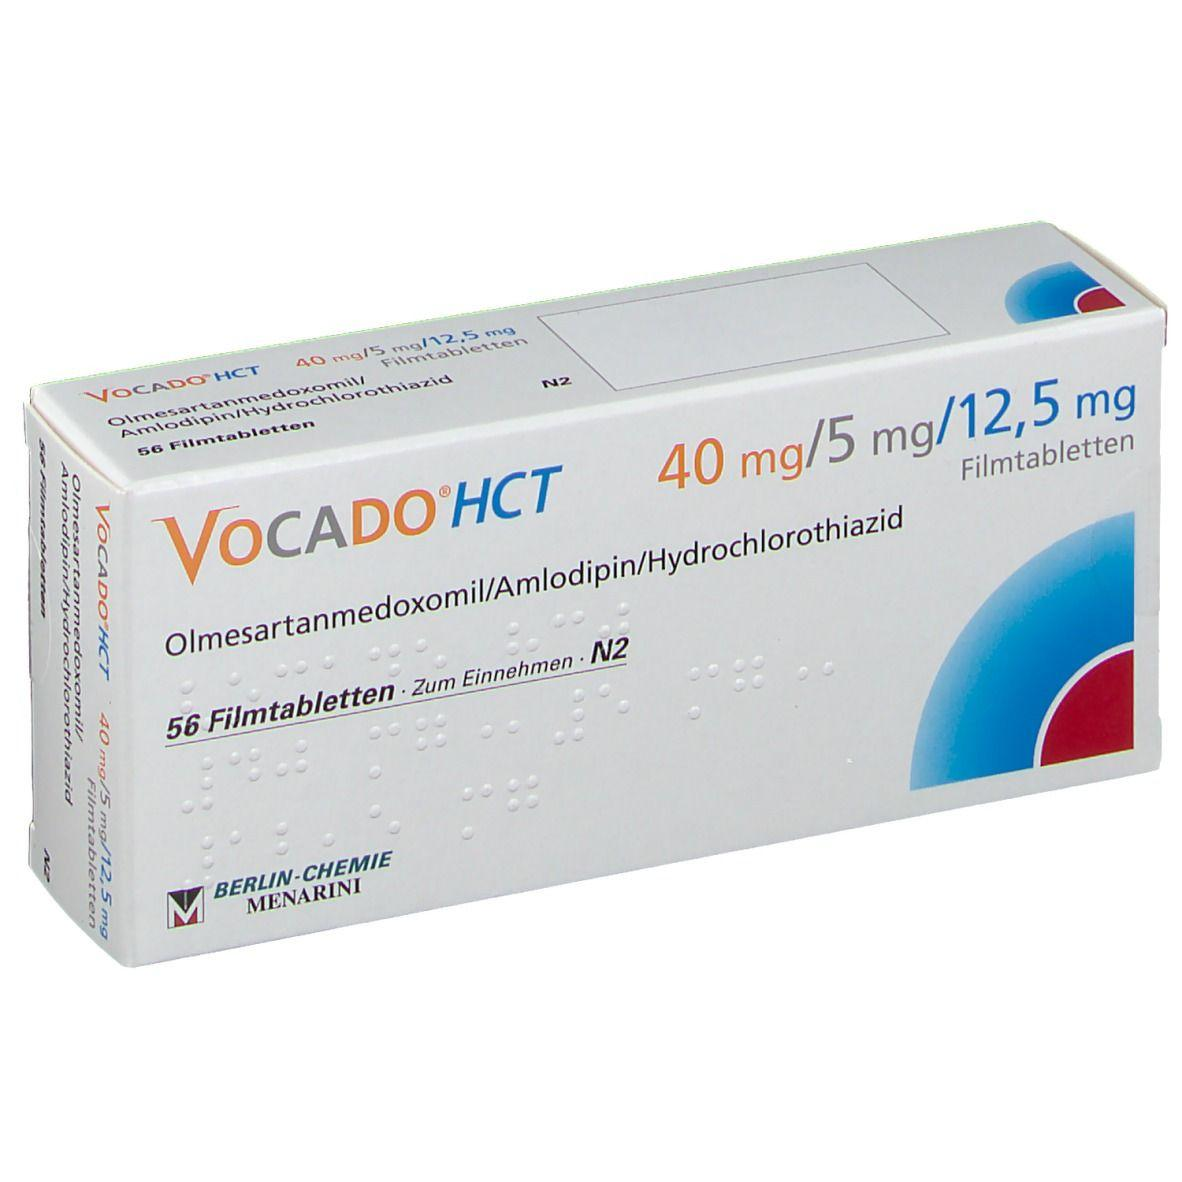 VOCADO® HCT 40 mg/5 mg/12,5 mg
Filmtabletten
Olmesartanmedoxomil/
Amlodipin/Hydrochlorothiazid
56 Filmtabletten
N2
VOCADO® HCT
40 mg/5 mg/12,5 mg
Filmtabletten
Olmesartanmedoxomil/Amlodipin/Hydrochlorothiazid
56 Filmtabletten · Zum Einnehmen · N2
BERLIN-CHEMIE
MENARINI
VOCADO® HCT 40 mg/5 mg/12,5 mg
Filmtabletten
Olmesartanmedoxomil/
Amlodipin/Hydrochlorothiazid
56 Filmtabletten
N2